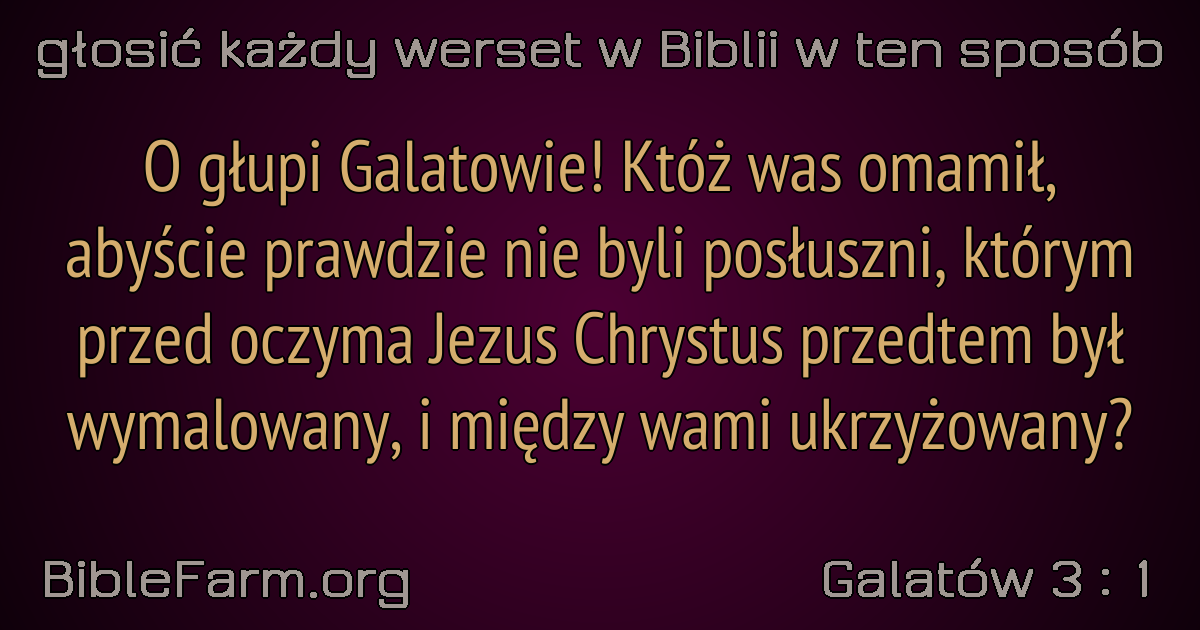 głosić każdy werset w Biblii w ten sposób
O głupi Galatowie! Któż was omamił,
abyście prawdzie nie byli posłuszni, którym
przed oczyma Jezus Chrystus przedtem był
wymalowany, i między wami ukrzyżowany?
BibleFarm.org
Galatów 3 : 1